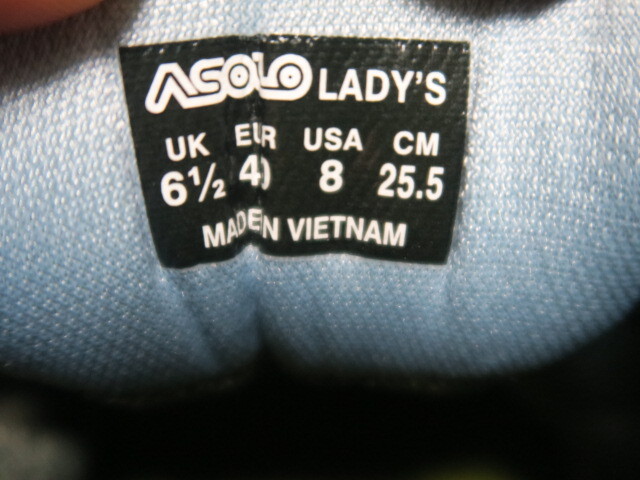 ASOLO LADY'S
UK EUR USA CM
6½ 40 8 25.5
MADE IN VIETNAM